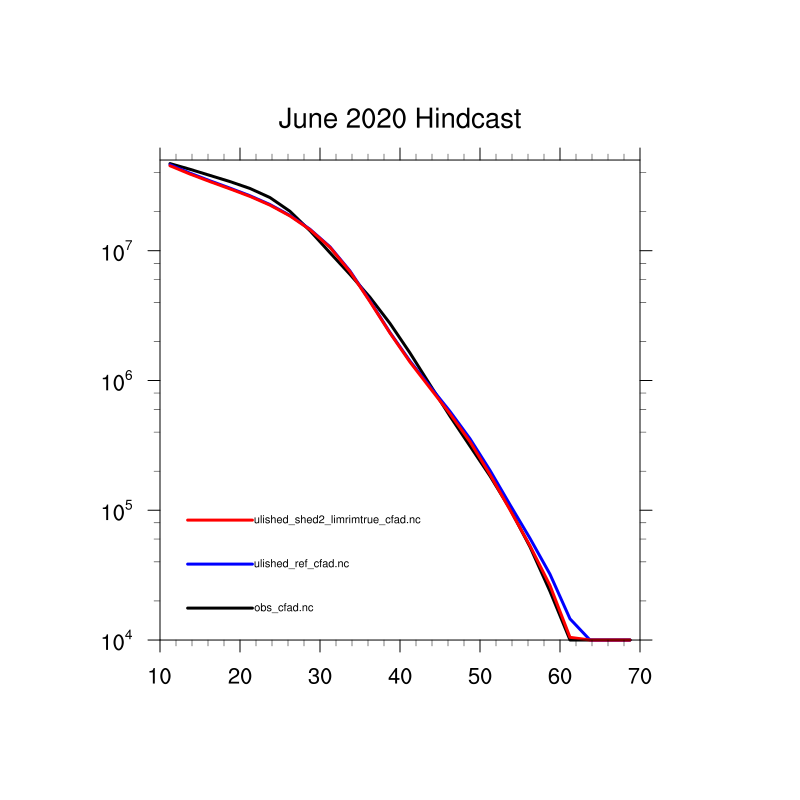 June 2020 Hindcast
10⁷
10⁶
10⁵
10⁴
ulished_shed2_limrimtrue_cfad.nc
ulished_ref_cfad.nc
obs_cfad.nc
10 20 30 40 50 60 70